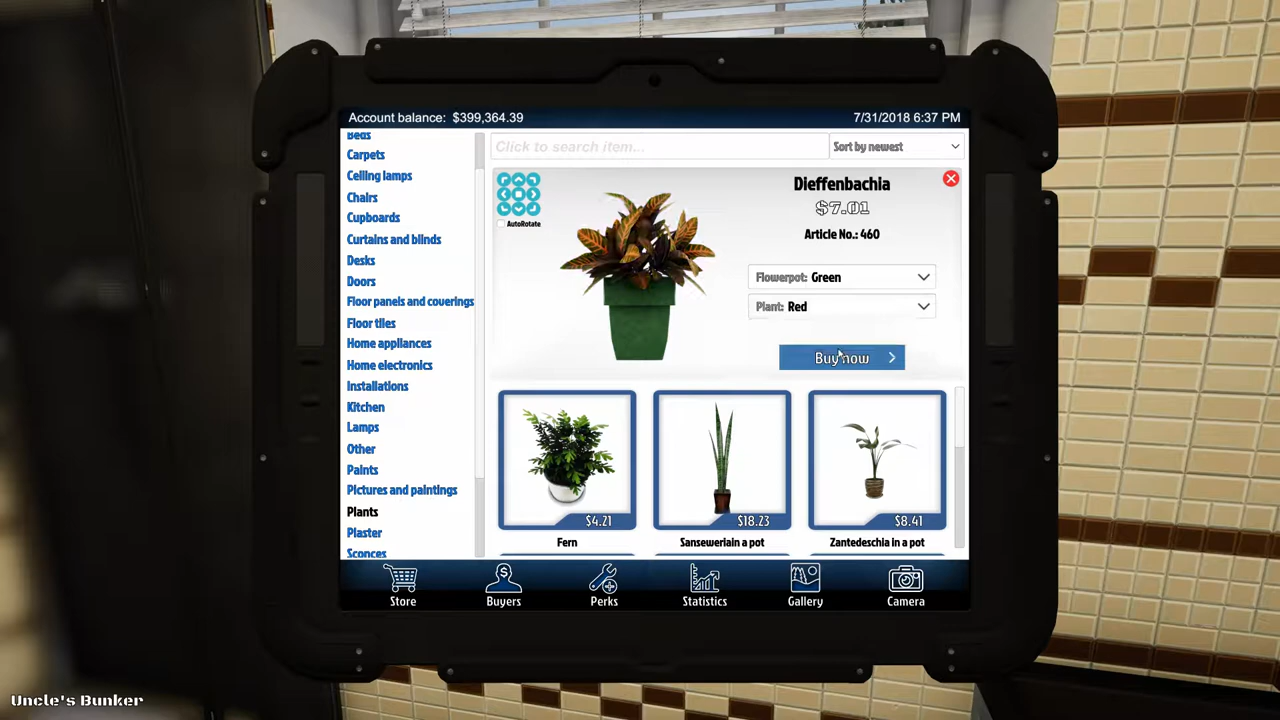 Account balance: $399,364.39
7/31/2018 6:37 PM
Beds
Carpets
Ceiling lamps
Chairs
Cupboards
Curtains and blinds
Desks
Doors
Floor panels and coverings
Floor tiles
Home appliances
Home electronics
Installations
Kitchen
Lamps
Other
Paints
Pictures and paintings
Plants
Plaster
Sconces
Click to search item...
Sort by newest
AutoRotate
Dieffenbachia
$7.01
Article No.: 460
Flowerpot: Green
Plant: Red
Buy now
$4.21
$18.23
$8.41
Fern
Sansewerlain a pot
Zantedeschia in a pot
Store
Buyers
Perks
Statistics
Gallery
Camera
Uncle's Bunker